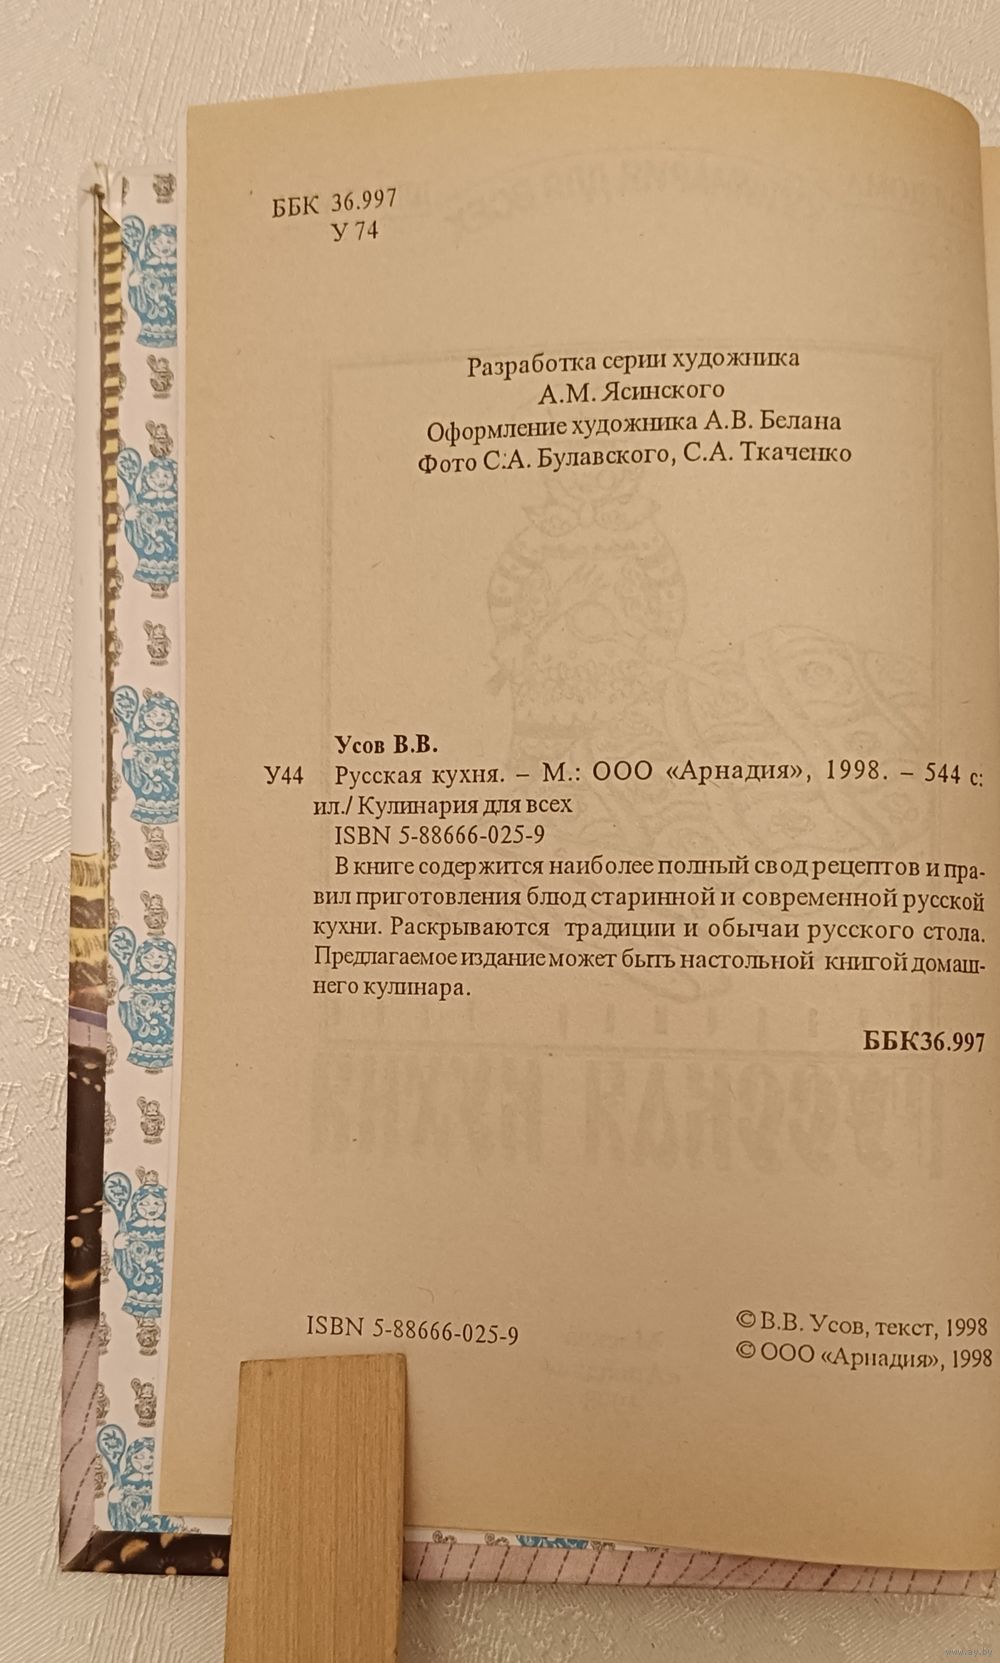 ББК 36.997
У 74
Разработка серии художника
А.М. Ясинского
Оформление художника А.В. Белана
Фото С.А. Булавского, С.А. Ткаченко
Усов В.В.
У44 Русская кухня. – М.: ООО «Арнадия», 1998. – 544 с:
ил./ Кулинария для всех
ISBN 5-88666-025-9
В книге содержится наиболее полный свод рецептов и пра-
вил приготовления блюд старинной и современной русской
кухни. Раскрываются традиции и обычаи русского стола.
Предлагаемое издание может быть настольной книгой домаш-
него кулинара.
ББК36.997
ISBN 5-88666-025-9
© В.В. Усов, текст, 1998
© ООО «Арнадия», 1998
www.ay.by